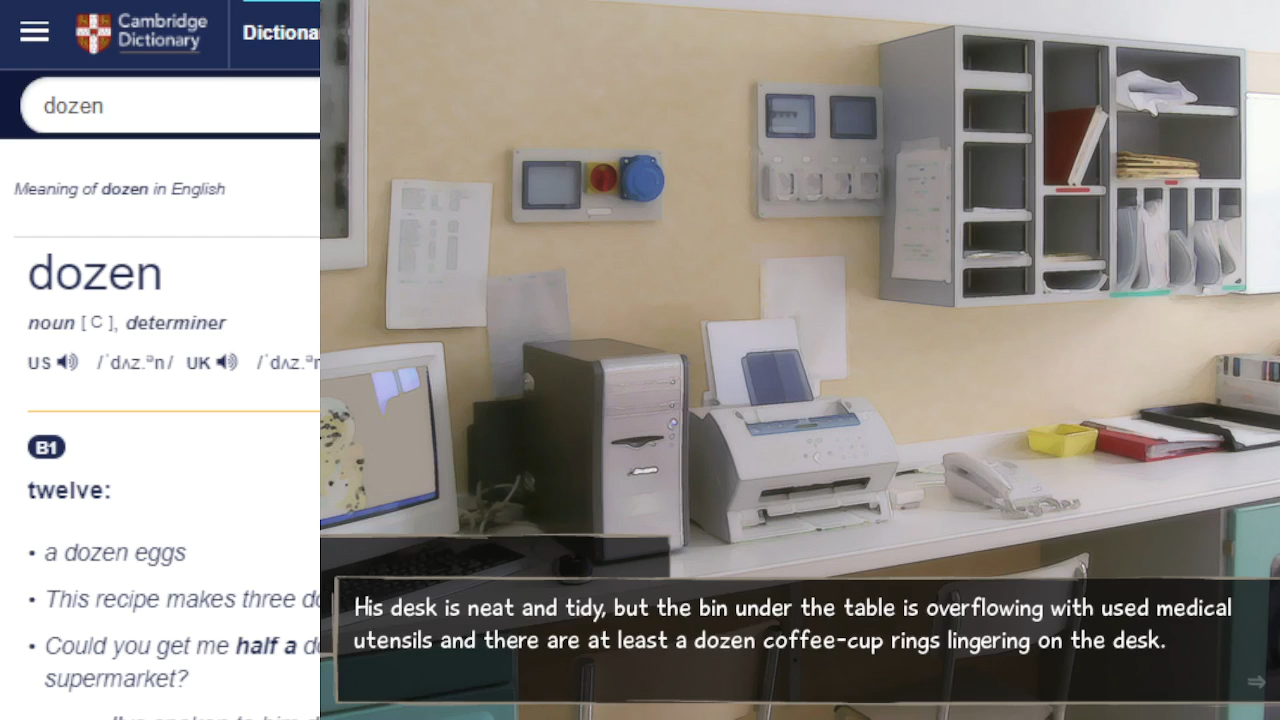 Cambridge
Dictionary
Dictiona
dozen
Meaning of dozen in English
dozen
noun [ C ], determiner
US /ˈdʌz.ᵊn/ UK /ˈdʌz.ᵊn
B1
twelve:
• a dozen eggs
• This recipe makes three do
• Could you get me half a d
supermarket?
His desk is neat and tidy, but the bin under the table is overflowing with used medical
utensils and there are at least a dozen coffee-cup rings lingering on the desk.